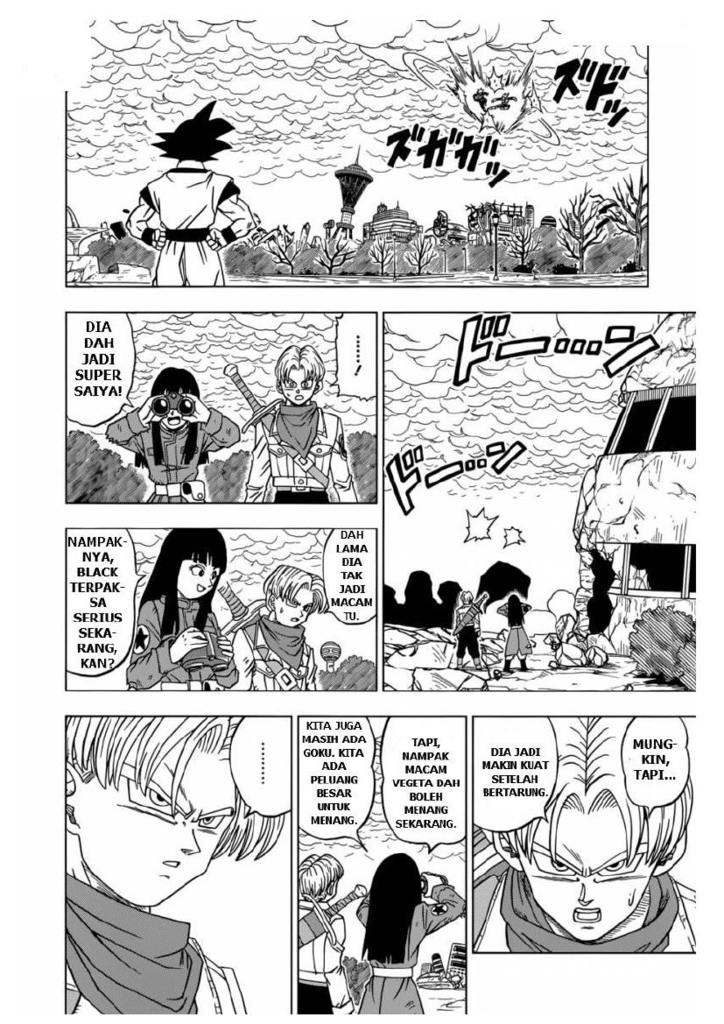 ズドッ
ズガガッ
ドドーン
ドドーン
........!
DIA
DAH
JADI
SUPER
SAIYA!
DAH
LAMA
DIA
TAK
JADI
MACAM
TU.
NAMPAK-
NYA,
BLACK
TERPAK-
SA
SERIUS
SEKA-
RANG,
KAN?
MUNG-
KIN,
TAPI...
DIA JADI
MAKIN KUAT
SETELAH
BERTARUNG.
TAPI,
NAMPAK
MACAM
VEGETA DAH
BOLEH
MENANG
SEKARANG.
KITA JUGA
MASIH ADA
GOKU. KITA
ADA
PELUANG
BESAR
UNTUK
MENANG.
........